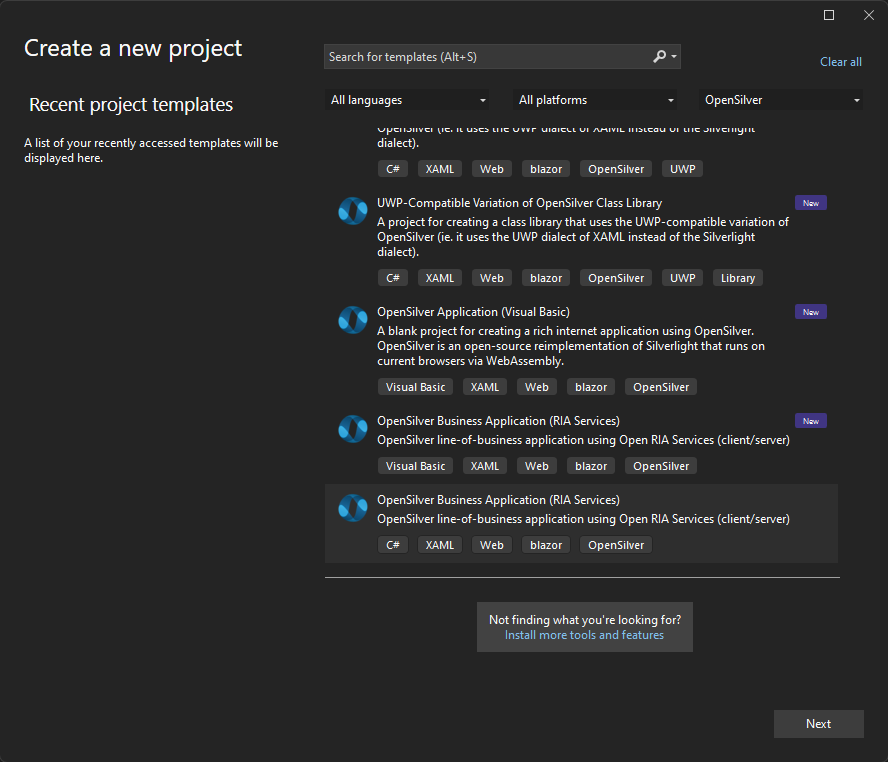 Create a new project
Search for templates (Alt+S)
Clear all
Recent project templates
A list of your recently accessed templates will be
displayed here.
All languages
All platforms
OpenSilver
OpenSilver (ie. it uses the UWP dialect of XAML instead of the Silverlight
dialect).
C# XAML Web blazor OpenSilver UWP
UWP-Compatible Variation of OpenSilver Class Library New
A project for creating a class library that uses the UWP-compatible variation of
OpenSilver (ie. it uses the UWP dialect of XAML instead of the Silverlight
dialect).
C# XAML Web blazor OpenSilver UWP Library
OpenSilver Application (Visual Basic) New
A blank project for creating a rich internet application using OpenSilver.
OpenSilver is an open-source reimplementation of Silverlight that runs on
current browsers via WebAssembly.
Visual Basic XAML Web blazor OpenSilver
OpenSilver Business Application (RIA Services) New
OpenSilver line-of-business application using Open RIA Services (client/server)
Visual Basic XAML Web blazor OpenSilver
OpenSilver Business Application (RIA Services)
OpenSilver line-of-business application using Open RIA Services (client/server)
C# XAML Web blazor OpenSilver
Not finding what you're looking for?
Install more tools and features
Next